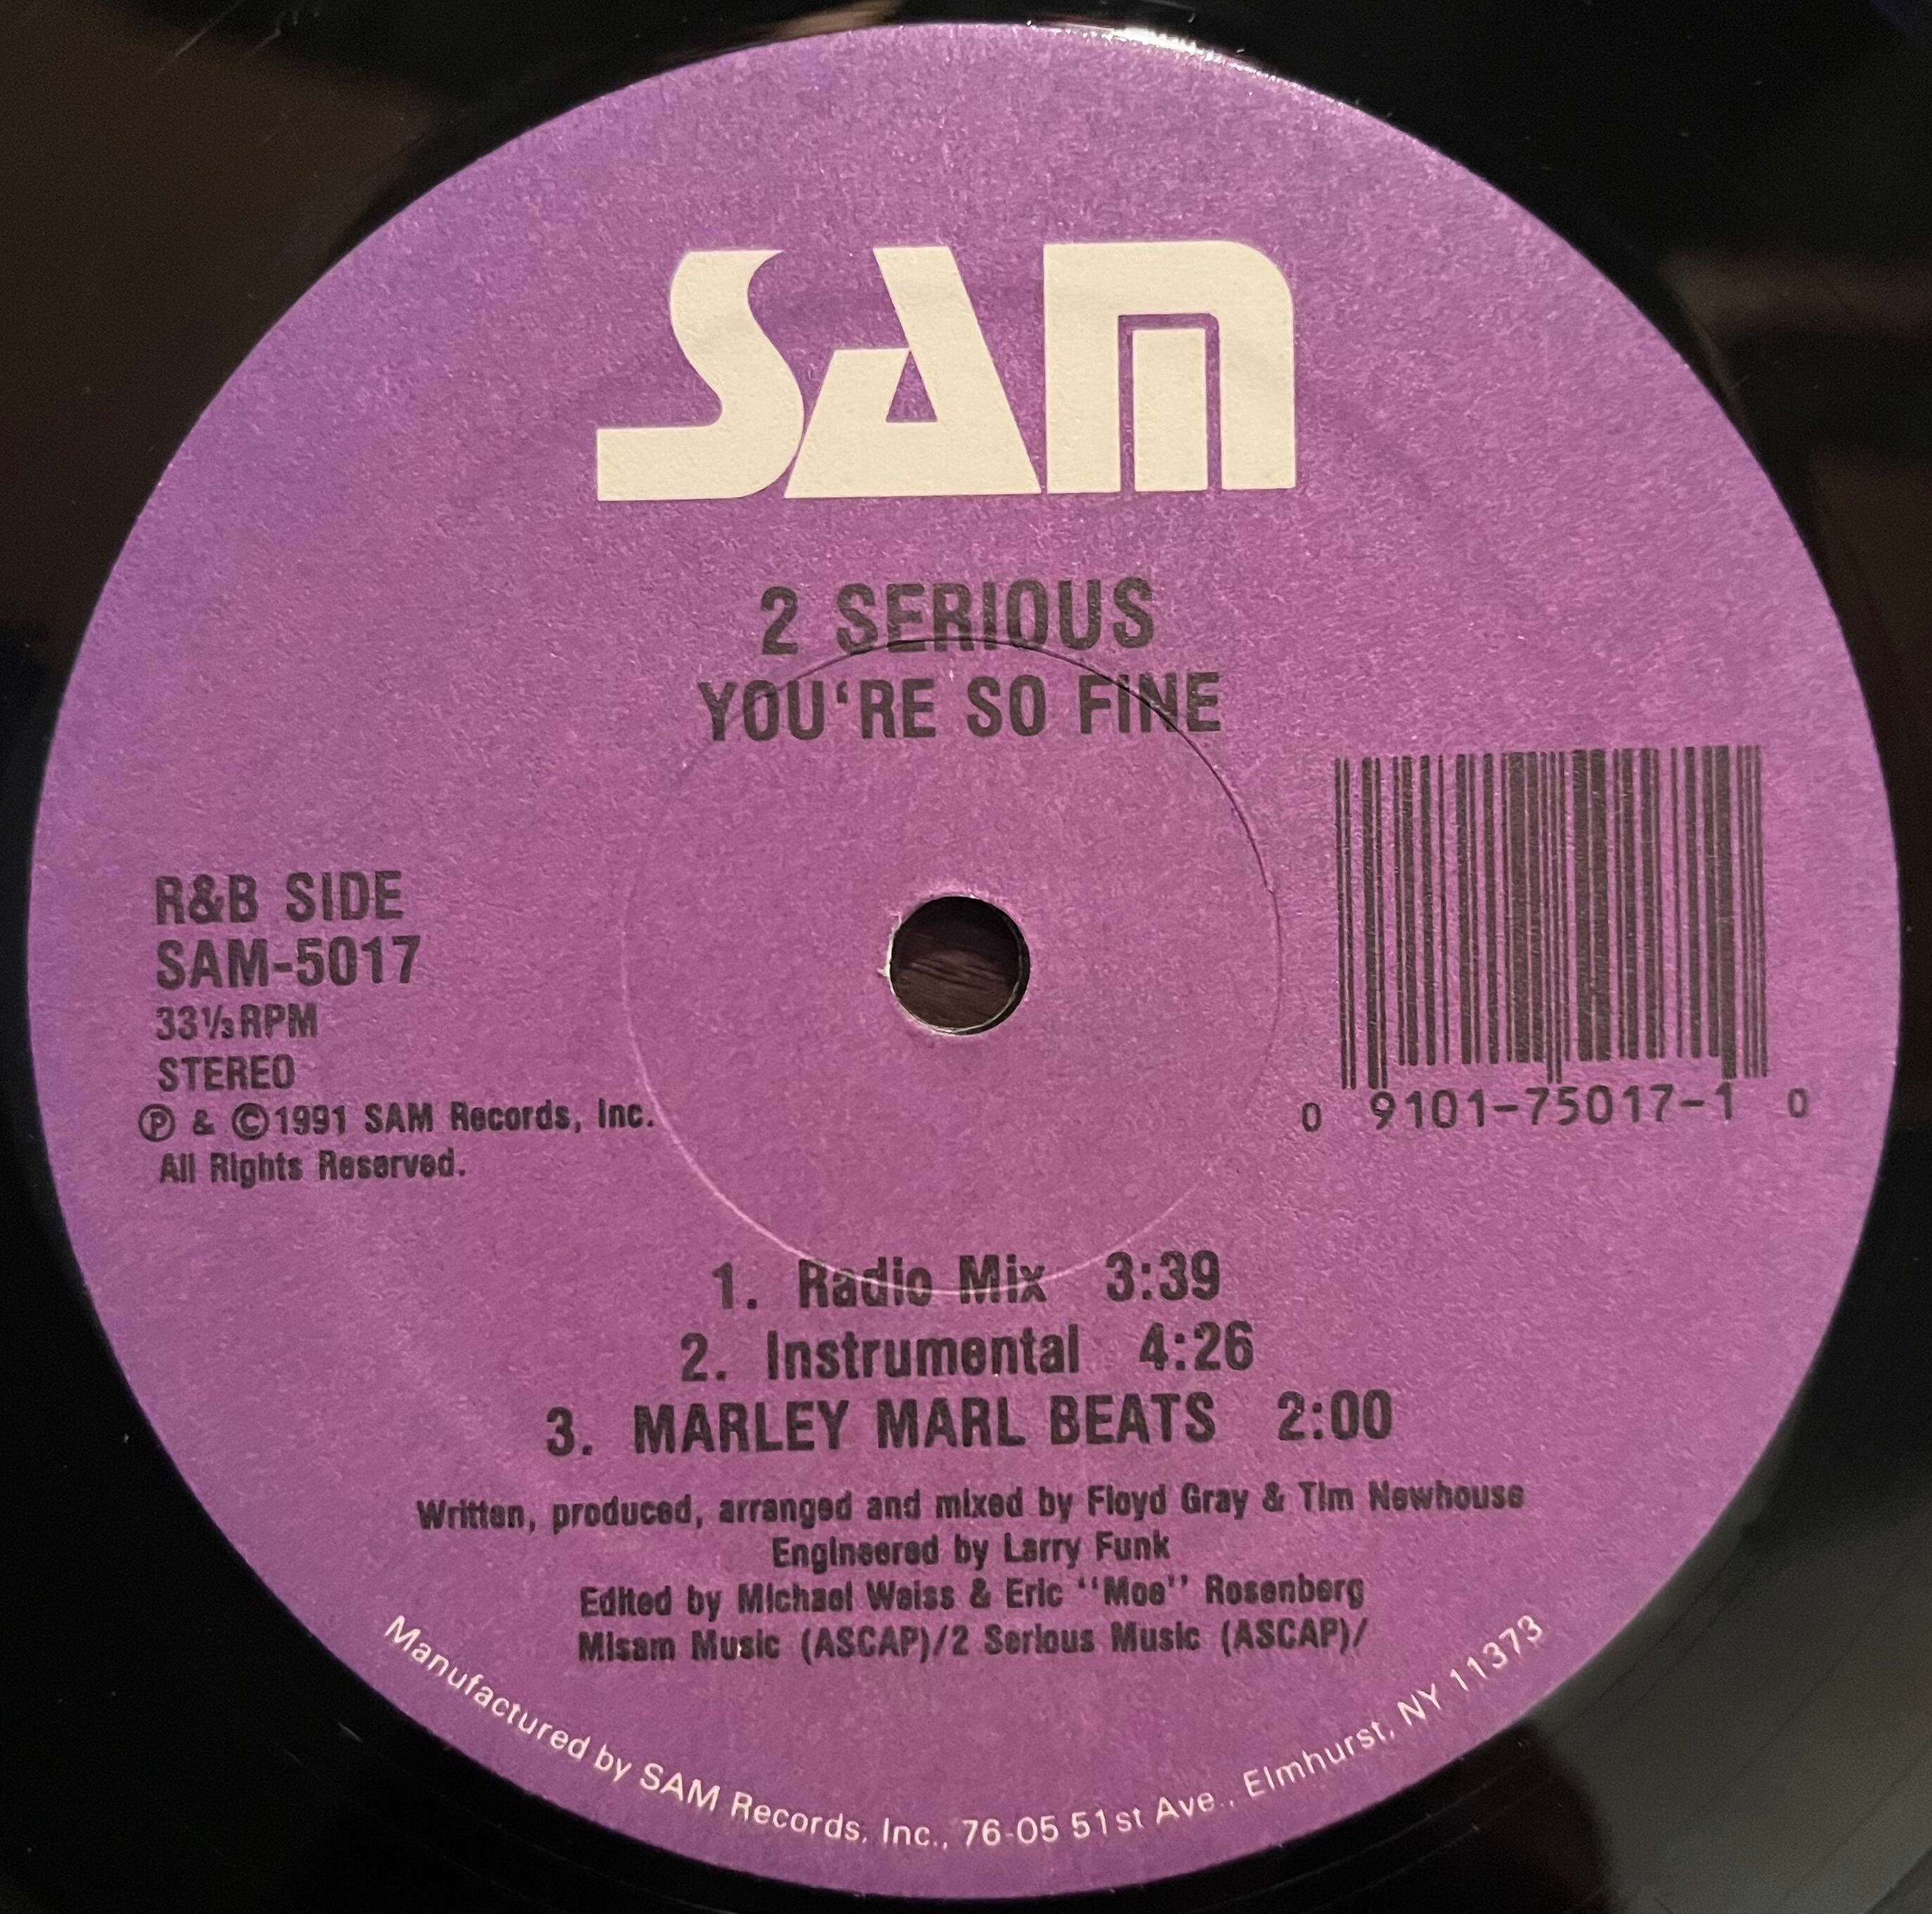 SAM
2 SERIOUS
YOU'RE SO FINE
R&B SIDE
SAM-5017
33⅓ RPM
STEREO
Ⓟ & ©1991 SAM Records, Inc.
All Rights Reserved.
0 9101-75017-1 0
1. Radio Mix 3:39
2. Instrumental 4:26
3. MARLEY MARL BEATS 2:00
Written, produced, arranged and mixed by Floyd Gray & Tim Newhouse
Engineered by Larry Funk
Edited by Michael Weiss & Eric "Moe" Rosenberg
Misam Music (ASCAP)/2 Serious Music (ASCAP)/
Manufactured by SAM Records, Inc., 76-05 51st Ave., Elmhurst, NY 11373